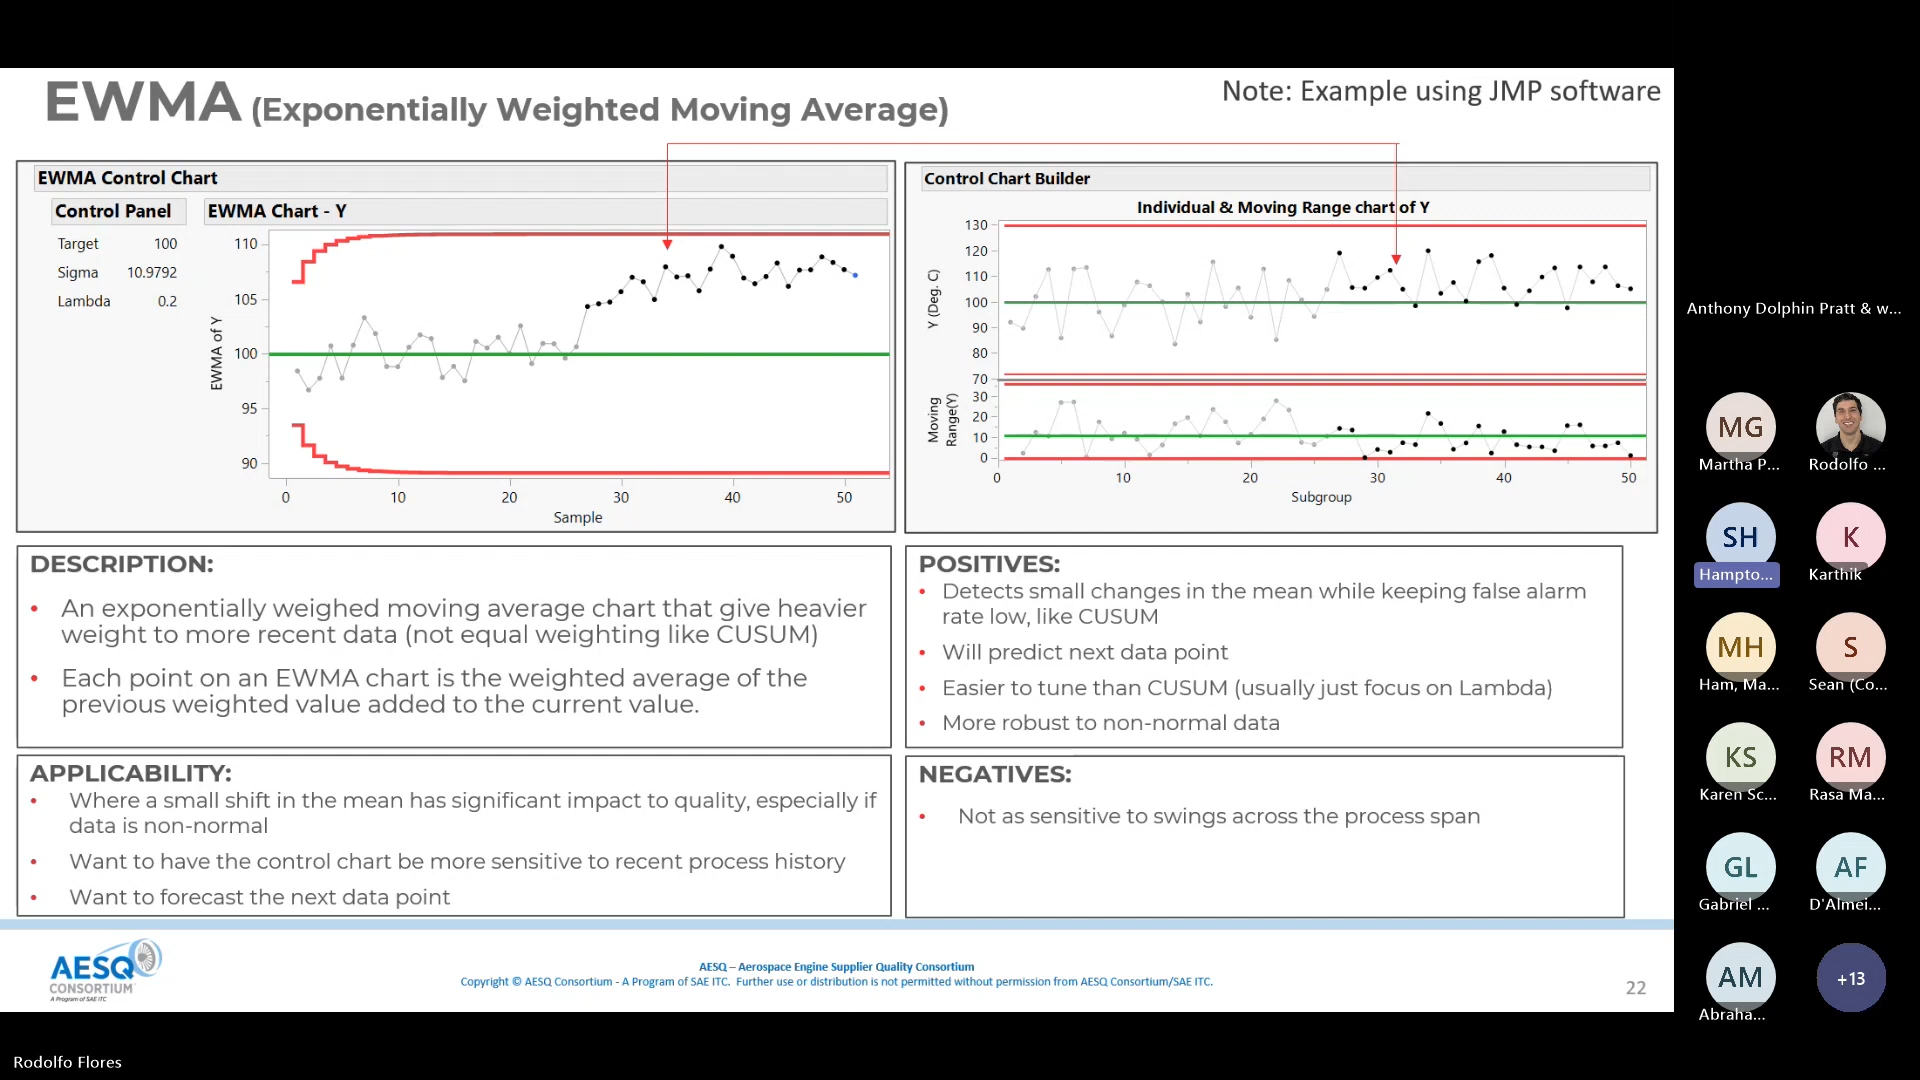 EWMA (Exponentially Weighted Moving Average)
Note: Example using JMP software
EWMA Control Chart
Control Panel
EWMA Chart - Y
Target 100
Sigma 10.9792
Lambda 0.2
EWMA of Y
110
105
100
95
90
0 10 20 30 40 50
Sample
Control Chart Builder
Individual & Moving Range chart of Y
Y (Deg. C)
130
120
110
100
90
80
70
Moving
Range(Y)
30
20
10
0
0 10 20 30 40 50
Subgroup
DESCRIPTION:
• An exponentially weighed moving average chart that give heavier
weight to more recent data (not equal weighting like CUSUM)
• Each point on an EWMA chart is the weighted average of the
previous weighted value added to the current value.
POSITIVES:
• Detects small changes in the mean while keeping false alarm
rate low, like CUSUM
• Will predict next data point
• Easier to tune than CUSUM (usually just focus on Lambda)
• More robust to non-normal data
APPLICABILITY:
• Where a small shift in the mean has significant impact to quality, especially if
data is non-normal
• Want to have the control chart be more sensitive to recent process history
• Want to forecast the next data point
NEGATIVES:
• Not as sensitive to swings across the process span
AESQ
CONSORTIUM
A Program of SAE ITC
AESQ – Aerospace Engine Supplier Quality Consortium
Copyright © AESQ Consortium - A Program of SAE ITC. Further use or distribution is not permitted without permission from AESQ Consortium/SAE ITC.
22
Anthony Dolphin Pratt & w...
MG
Martha P...
Rodolfo ...
SH
Hampto...
K
Karthik
MH
Ham, Ma...
S
Sean (Co...
KS
Karen Sc...
RM
Rasa Ma...
GL
Gabriel ...
AF
D'Almei...
AM
Abraha...
+13
Rodolfo Flores